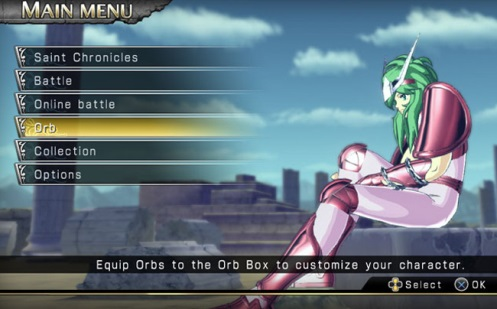 MAIN MENU
Saint Chronicles
Battle
Online battle
Orb
Collection
Options
Equip Orbs to the Orb Box to customize your character.
Select OK